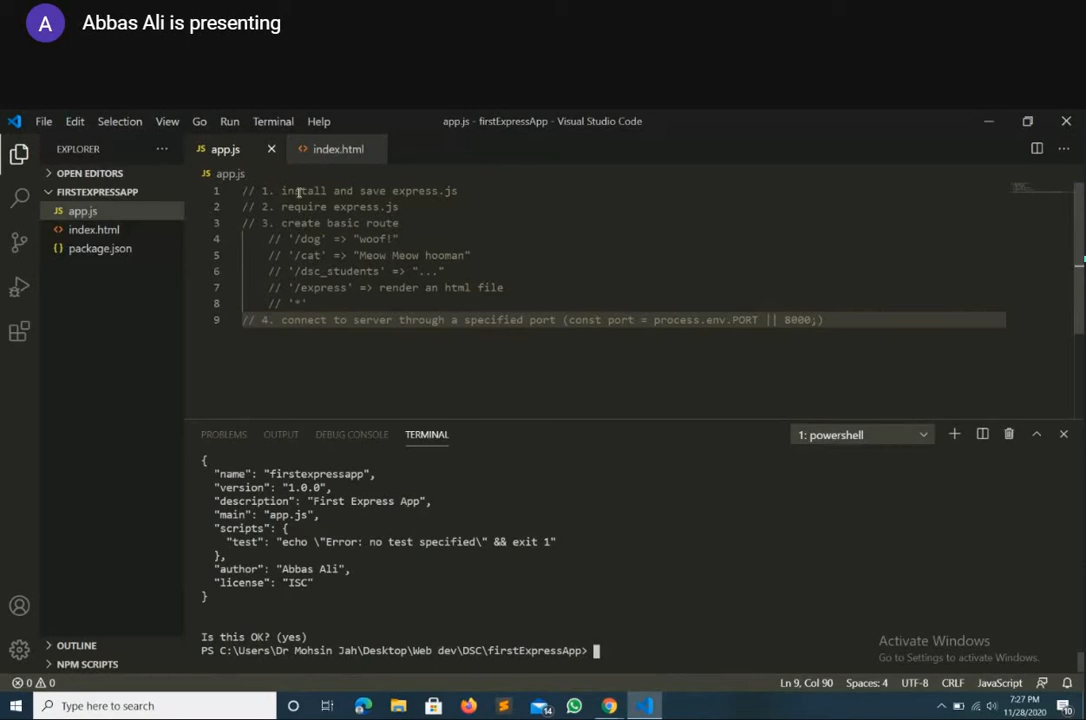 A Abbas Ali is presenting
File Edit Selection View Go Run Terminal Help app.js - firstExpressApp - Visual Studio Code
EXPLORER ··· JS app.js × <> index.html ···
OPEN EDITORS JS app.js
FIRSTEXPRESSAPP
JS app.js
<> index.html
{} package.json
1 // 1. install and save express.js
2 // 2. require express.js
3 // 3. create basic route
4 // '/dog' => "woof!"
5 // '/cat' => "Meow Meow hooman"
6 // '/dsc_students' => "..."
7 // '/express' => render an html file
8 // '*'
9 // 4. connect to server through a specified port (const port = process.env.PORT || 8000;)
PROBLEMS OUTPUT DEBUG CONSOLE TERMINAL 1: powershell
{
"name": "firstexpressapp",
"version": "1.0.0",
"description": "First Express App",
"main": "app.js",
"scripts": {
"test": "echo \"Error: no test specified\" && exit 1"
},
"author": "Abbas Ali",
"license": "ISC"
}
Is this OK? (yes)
PS C:\Users\Dr Mohsin Jah\Desktop\Web dev\DSC\firstExpressApp>
OUTLINE
NPM SCRIPTS
Activate Windows
Go to Settings to activate Windows.
0 0 Ln 9, Col 90 Spaces: 4 UTF-8 CRLF JavaScript
Type here to search 14 7:27 PM
11/28/2020 10